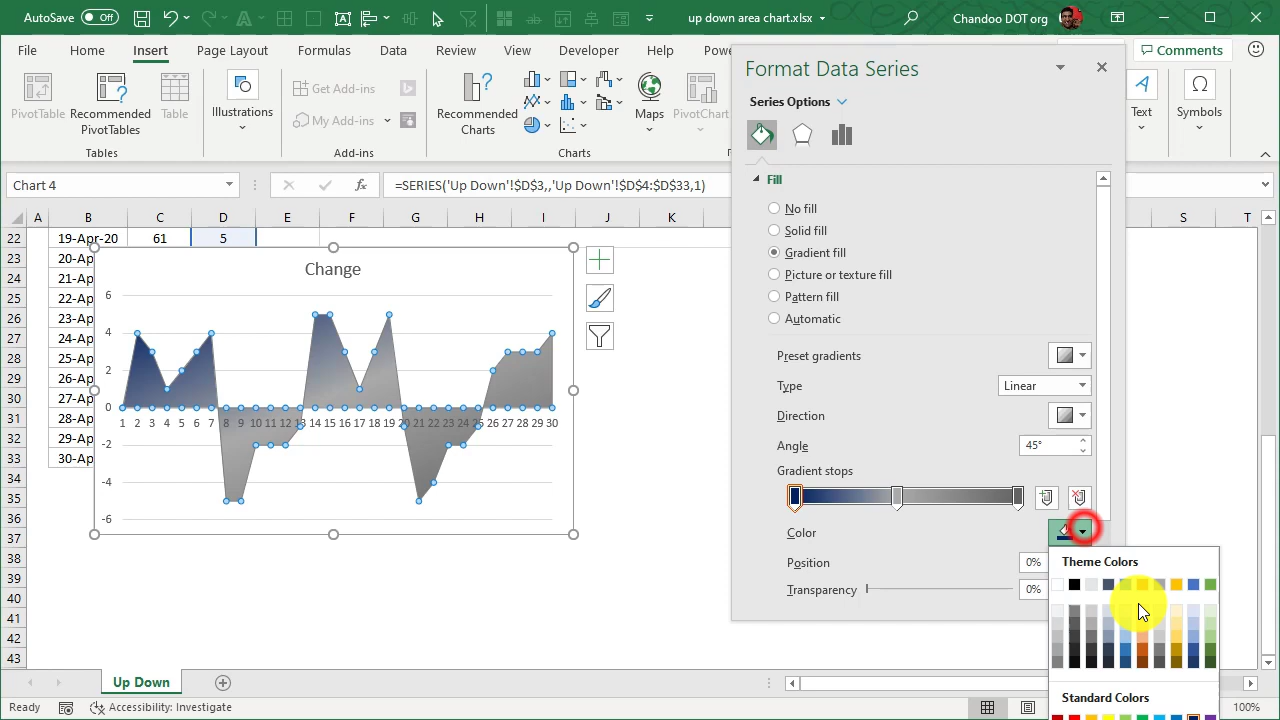 AutoSave Off up down area chart.xlsx Chandoo DOT org
File Home Insert Page Layout Formulas Data Review View Developer Help Pow Comments
PivotTable Recommended PivotTables Table
Tables
Illustrations
Get Add-ins
My Add-ins
Add-ins
Recommended Charts
Maps PivotChart
Charts
Text
Symbols
Chart 4 fx =SERIES('Up Down'!$D$3,,'Up Down'!$D$4:$D$33,1)
A B C D E F G H I J K S T
22 19-Apr-20 61 5
23 20-Ap
24 21-Ap
25 22-Ap
26 23-Ap
27 24-Ap
28 25-Ap
29 26-Ap
30 27-Ap
31 28-Ap
32 29-Ap
33 30-Ap
34
35
36
37
38
39
40
41
42
43
Change
6
4
2
0
-2
-4
-6
1 2 3 4 5 6 7 8 9 10 11 12 13 14 15 16 17 18 19 20 21 22 23 24 25 26 27 28 29 30
Format Data Series
Series Options
Fill
No fill
Solid fill
Gradient fill
Picture or texture fill
Pattern fill
Automatic
Preset gradients
Type Linear
Direction
Angle 45°
Gradient stops
Color
Position 0%
Transparency 0%
Theme Colors
Standard Colors
Up Down
Ready Accessibility: Investigate 100%